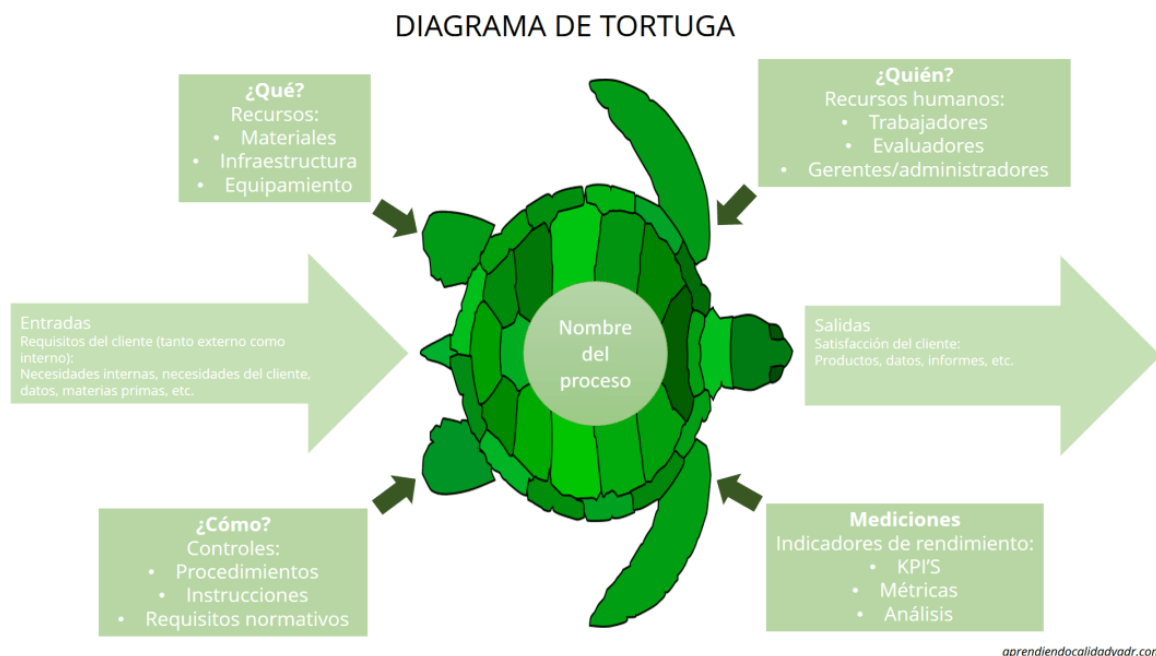 DIAGRAMA DE TORTUGA
¿Qué?
Recursos:
• Materiales
• Infraestructura
• Equipamiento
¿Quién?
Recursos humanos:
• Trabajadores
• Evaluadores
• Gerentes/administradores
Entradas
Requisitos del cliente (tanto externo como
interno):
Necesidades internas, necesidades del cliente,
datos, materias primas, etc.
Nombre
del
proceso
Salidas
Satisfacción del cliente:
Productos, datos, informes, etc.
¿Cómo?
Controles:
• Procedimientos
• Instrucciones
• Requisitos normativos
Mediciones
Indicadores de rendimiento:
• KPI’S
• Métricas
• Análisis
aprendiendocalidadyadr.com